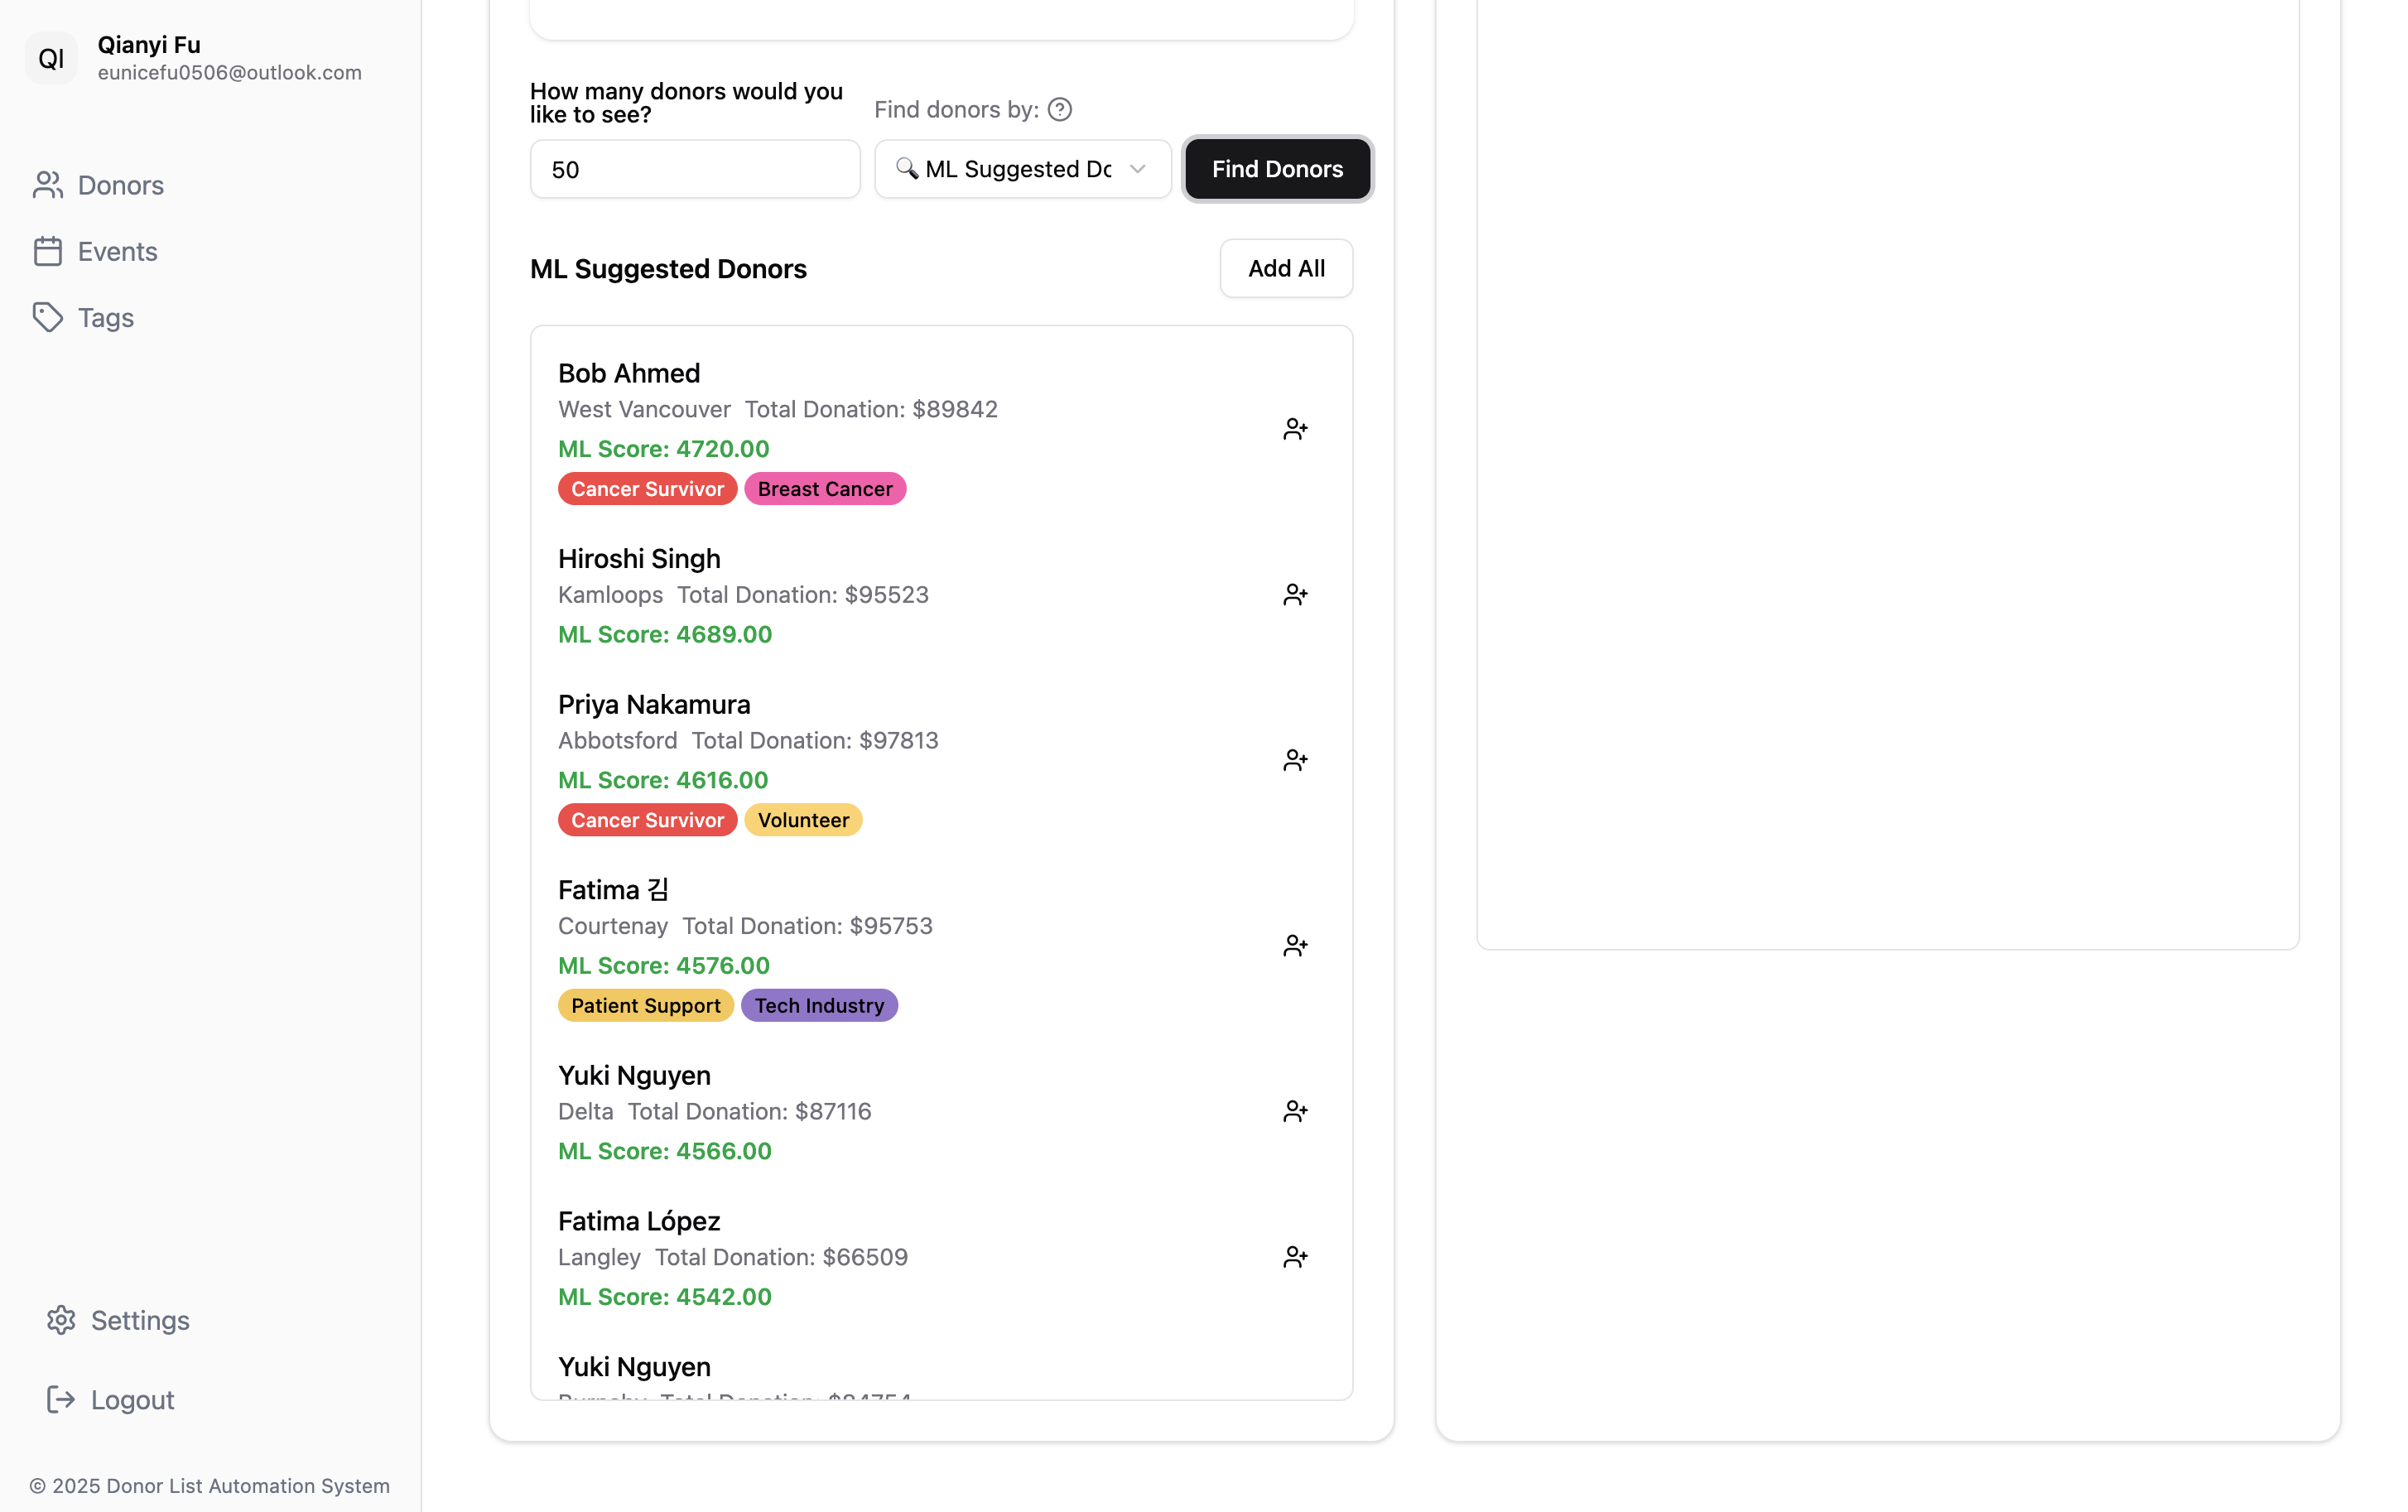 QI
Qianyi Fu
eunicefu0506@outlook.com
Donors
Events
Tags
Settings
Logout
© 2025 Donor List Automation System
How many donors would you
like to see?
Find donors by:
50
ML Suggested Dc
Find Donors
ML Suggested Donors
Add All
Bob Ahmed
West Vancouver Total Donation: $89842
ML Score: 4720.00
Cancer Survivor Breast Cancer
Hiroshi Singh
Kamloops Total Donation: $95523
ML Score: 4689.00
Priya Nakamura
Abbotsford Total Donation: $97813
ML Score: 4616.00
Cancer Survivor Volunteer
Fatima 김
Courtenay Total Donation: $95753
ML Score: 4576.00
Patient Support Tech Industry
Yuki Nguyen
Delta Total Donation: $87116
ML Score: 4566.00
Fatima López
Langley Total Donation: $66509
ML Score: 4542.00
Yuki Nguyen
Burnaby Total Donation: $84754